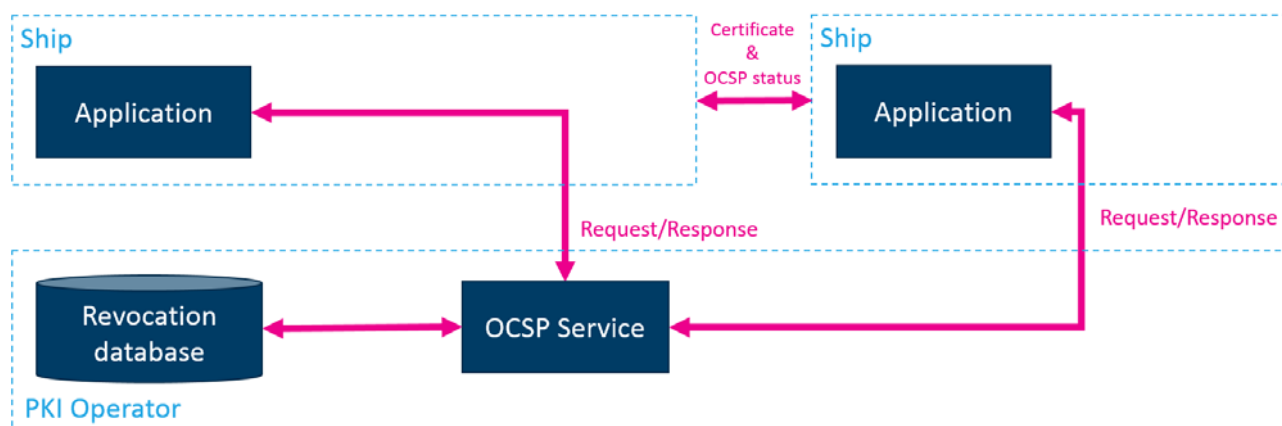 Ship
Application
Certificate
&
OCSP status
Ship
Application
Request/Response
Request/Response
Revocation
database
OCSP Service
PKI Operator